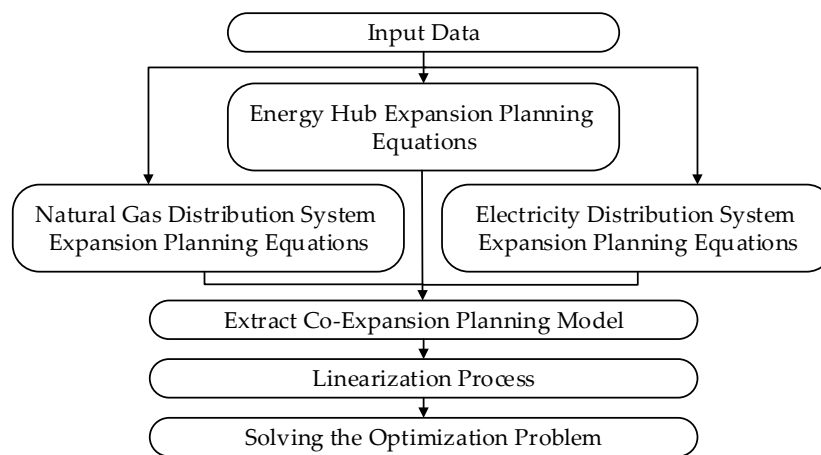 Input Data
Energy Hub Expansion Planning
Equations
Natural Gas Distribution System
Expansion Planning Equations
Electricity Distribution System
Expansion Planning Equations
Extract Co-Expansion Planning Model
Linearization Process
Solving the Optimization Problem